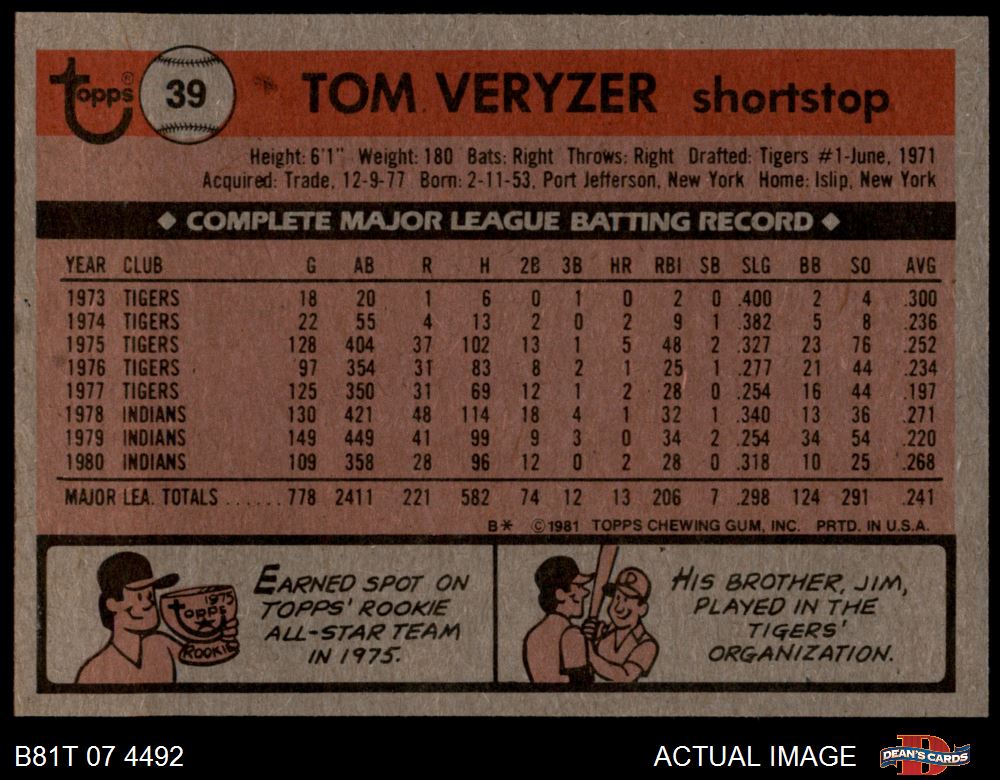 topps® 39 TOM VERYZER shortstop
Height: 6'1" Weight: 180 Bats: Right Throws: Right Drafted: Tigers #1-June, 1971
Acquired: Trade, 12-9-77 Born: 2-11-53, Port Jefferson, New York Home: Islip, New York
◆ COMPLETE MAJOR LEAGUE BATTING RECORD ◆
YEAR CLUB G AB R H 2B 3B HR RBI SB SLG BB SO AVG
1973 TIGERS 18 20 1 6 0 1 0 2 0 .400 2 4 .300
1974 TIGERS 22 55 4 13 2 0 2 9 1 .382 5 8 .236
1975 TIGERS 128 404 37 102 13 1 5 48 2 .327 23 76 .252
1976 TIGERS 97 354 31 83 8 2 1 25 1 .277 21 44 .234
1977 TIGERS 125 350 31 69 12 1 2 28 0 .254 16 44 .197
1978 INDIANS 130 421 48 114 18 4 1 32 1 .340 13 36 .271
1979 INDIANS 149 449 41 99 9 3 0 34 2 .254 34 54 .220
1980 INDIANS 109 358 28 96 12 0 2 28 0 .318 10 25 .268
MAJOR LEA. TOTALS ...... 778 2411 221 582 74 12 13 206 7 .298 124 291 .241
B* ©1981 TOPPS CHEWING GUM, INC. PRTD. IN U.S.A.
1975
topps
ROOKIE
EARNED SPOT ON
TOPPS' ROOKIE
ALL-STAR TEAM
IN 1975.
HIS BROTHER, JIM,
PLAYED IN THE
TIGERS'
ORGANIZATION.
B81T 07 4492 ACTUAL IMAGE DEAN'S CARDS